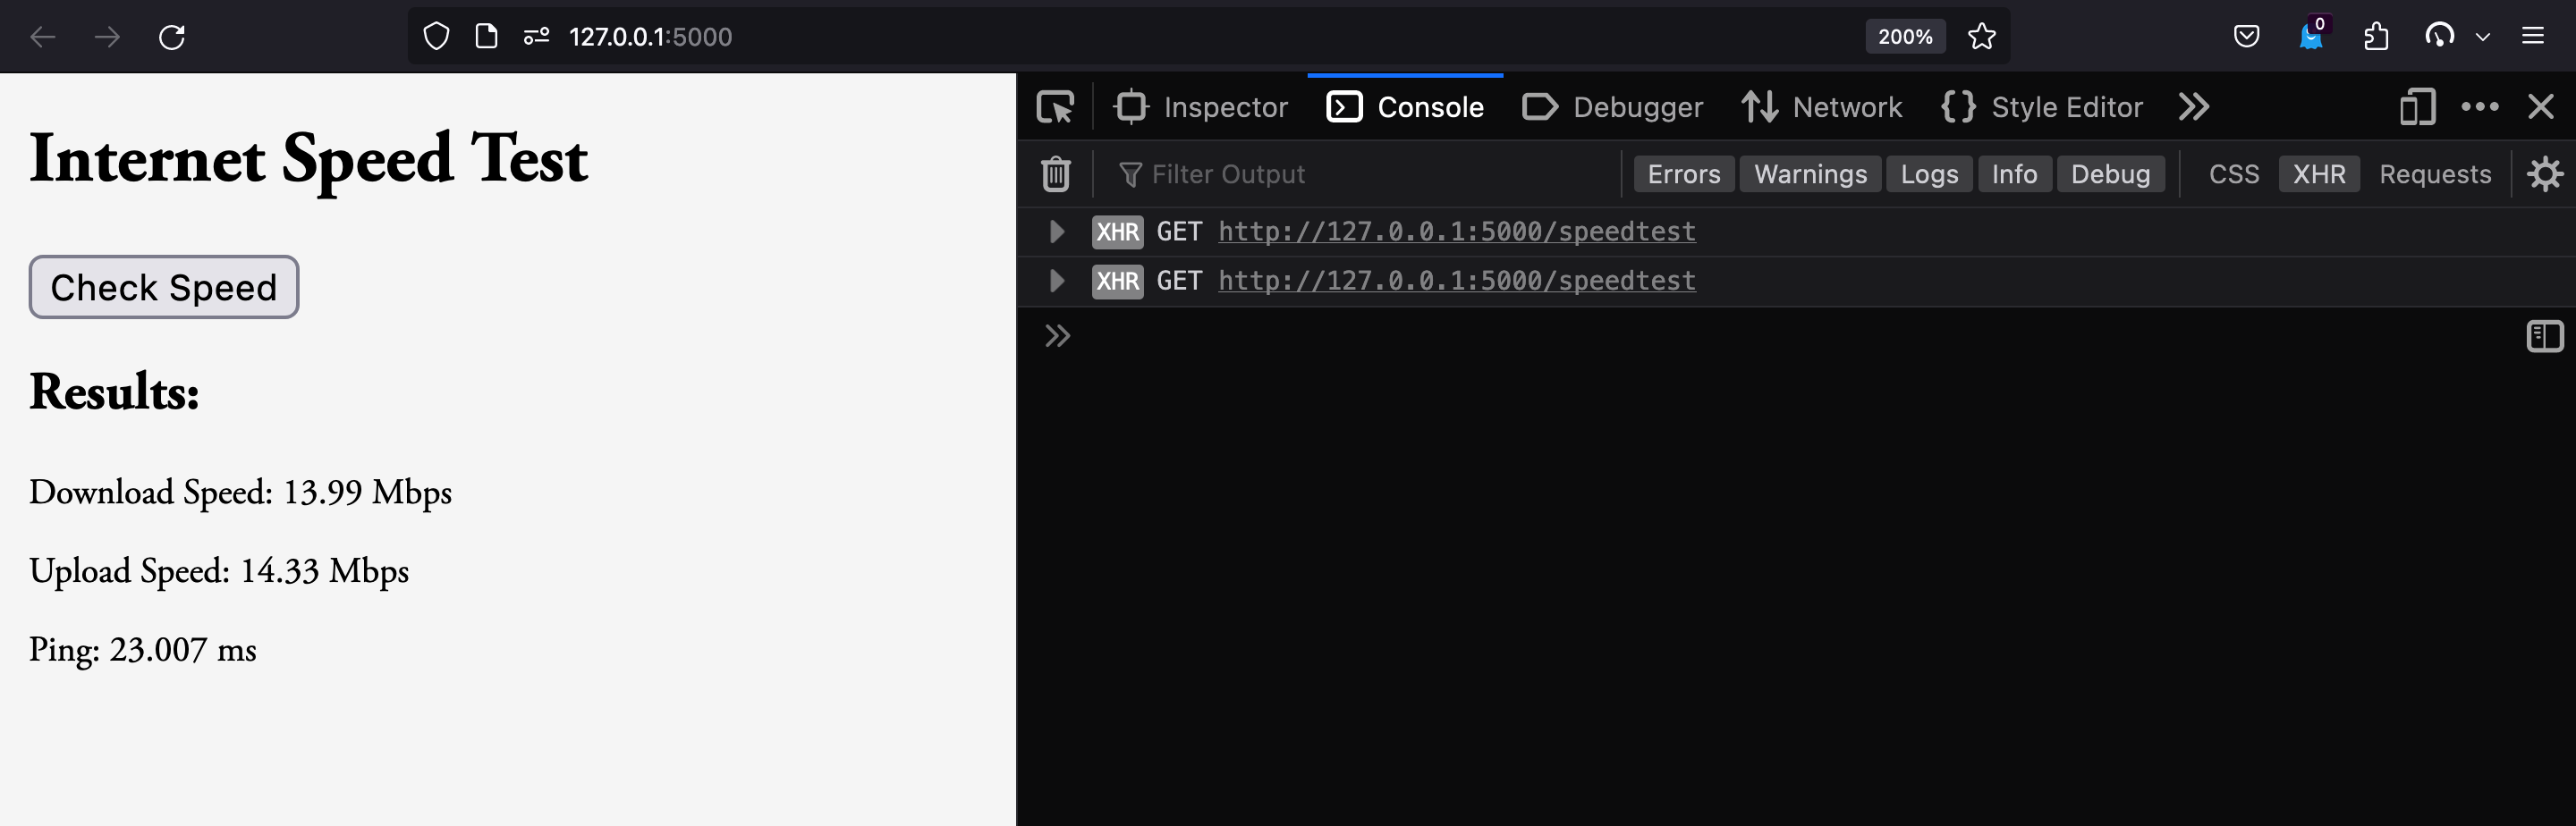 127.0.0.1:5000
200%
0
Internet Speed Test
Check Speed
Results:
Download Speed: 13.99 Mbps
Upload Speed: 14.33 Mbps
Ping: 23.007 ms
Inspector Console Debugger Network Style Editor
Filter Output Errors Warnings Logs Info Debug CSS XHR Requests
XHR GET http://127.0.0.1:5000/speedtest
XHR GET http://127.0.0.1:5000/speedtest